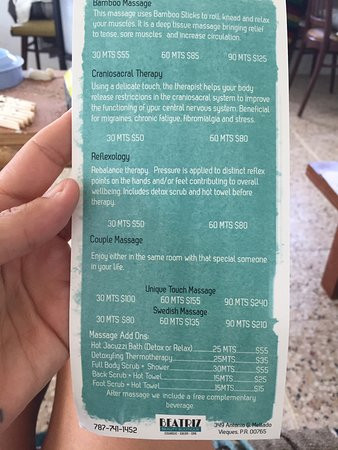 Bamboo Massage
This massage uses Bamboo Sticks to roll, knead and relax
your muscles. It is a deep tissue massage bringing relief
to tense, sore muscles and increase circulation.
30 MTS $55 60 MTS $85 90 MTS $125
Craniosacral Therapy
Using a delicate touch, the therapist helps your body
release restrictions in the craniosacral system to improve
the functioning of your central nervous system. Beneficial
for migraines, chronic fatigue, fibromialgia and stress.
30 MTS $50 60 MTS $80
Reflexology
Rebalance therapy. Pressure is applied to distinct reflex
points on the hands and/or feet contributing to overall
wellbeing. Includes detox scrub and hot towel before
therapy.
30 MTS $50 60 MTS $80
Couple Massage
Enjoy either in the same room with that special someone
in your life.
Unique Touch Massage
30 MTS $100 60 MTS $155 90 MTS $240
Swedish Massage
30 MTS $80 60 MTS $135 90 MTS $210
Massage Add Ons:
Hot Jacuzzi Bath (Detox or Relax) 25 MTS $55
Detoxifying Thermotherapy 25 MTS $35
Full Body Scrub + Shower 30MTS $55
Back Scrub + Hot Towel 15MTS $25
Foot Scrub + Hot Towel 15MTS $15
After massage we include a free complementary
beverage.
787-741-1452
BEATRIZ
349 Antonio G. Mellado
Vieques, P.R. 00765